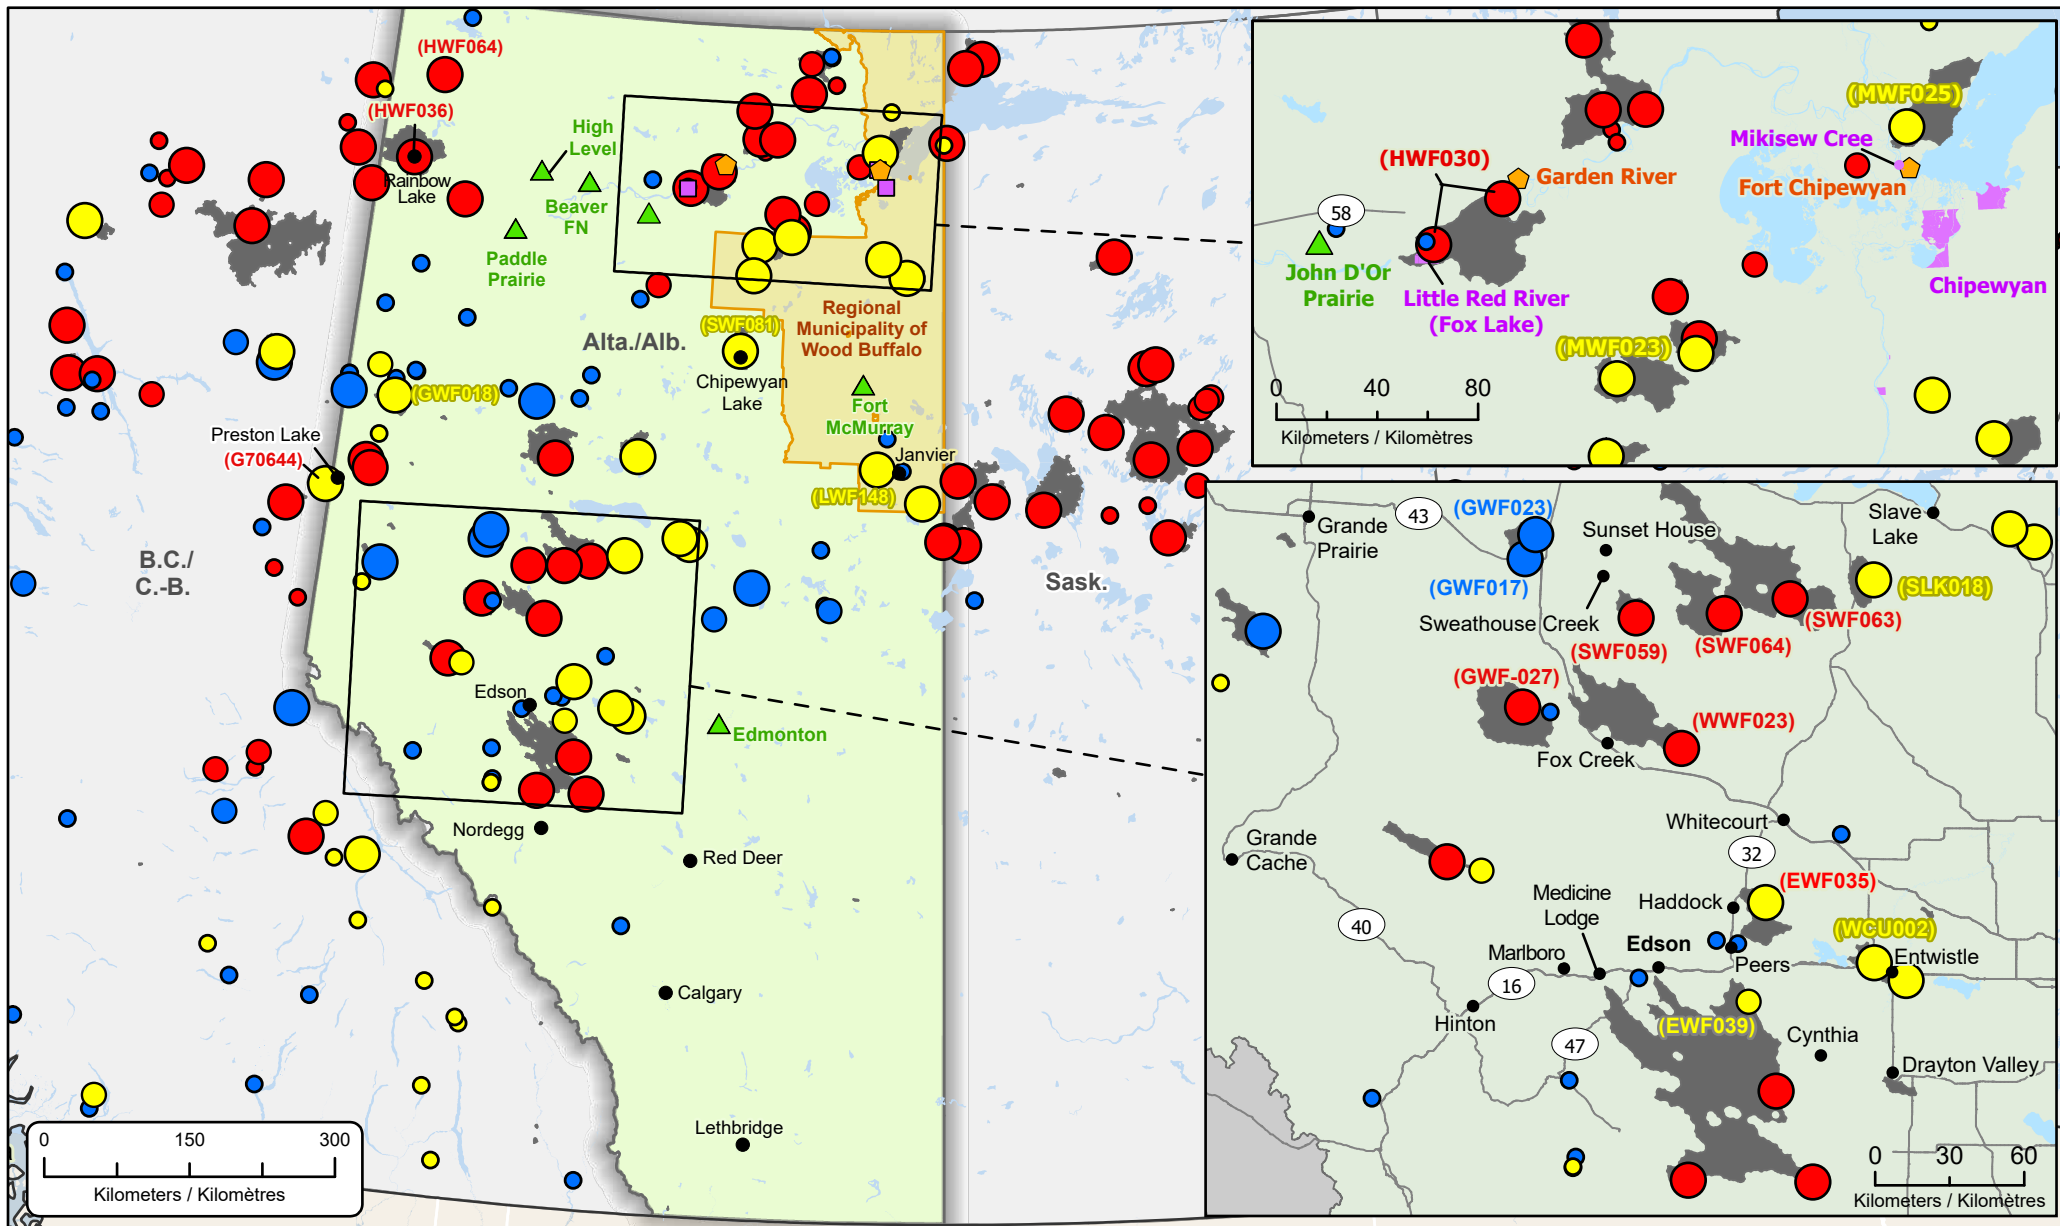 (HWF064)
(HWF036)
Rainbow
Lake
High
Level
Beaver
FN
Paddle
Prairie
Alta./Alb.
(SWF081)
Chipewyan
Lake
Regional
Municipality of
Wood Buffalo
Fort
McMurray
Janvier
(LWF148)
(GWF018)
Preston Lake
(G70644)
B.C./
C.-B.
Sask.
Edson
Edmonton
Nordegg
Red Deer
Calgary
Lethbridge
0 150 300
Kilometers / Kilomètres
(MWF025)
Mikisew Cree
Fort Chipewyan
(HWF030)
Garden River
58
John D'Or
Prairie
Little Red River
(Fox Lake)
Chipewyan
(MWF023)
0 40 80
Kilometers / Kilomètres
Grande
Prairie
43
(GWF023)
Sunset House
Slave
Lake
(GWF017)
(SLK018)
Sweathouse Creek
(SWF059)
(SWF064)
(SWF063)
(GWF-027)
(WWF023)
Fox Creek
Whitecourt
32
Grande
Cache
(EWF035)
Medicine
Lodge
Haddock
40
(WCU002)
Marlboro
Edson
Peers
Entwistle
16
Hinton
(EWF039)
47
Cynthia
Drayton Valley
0 30 60
Kilometers / Kilomètres